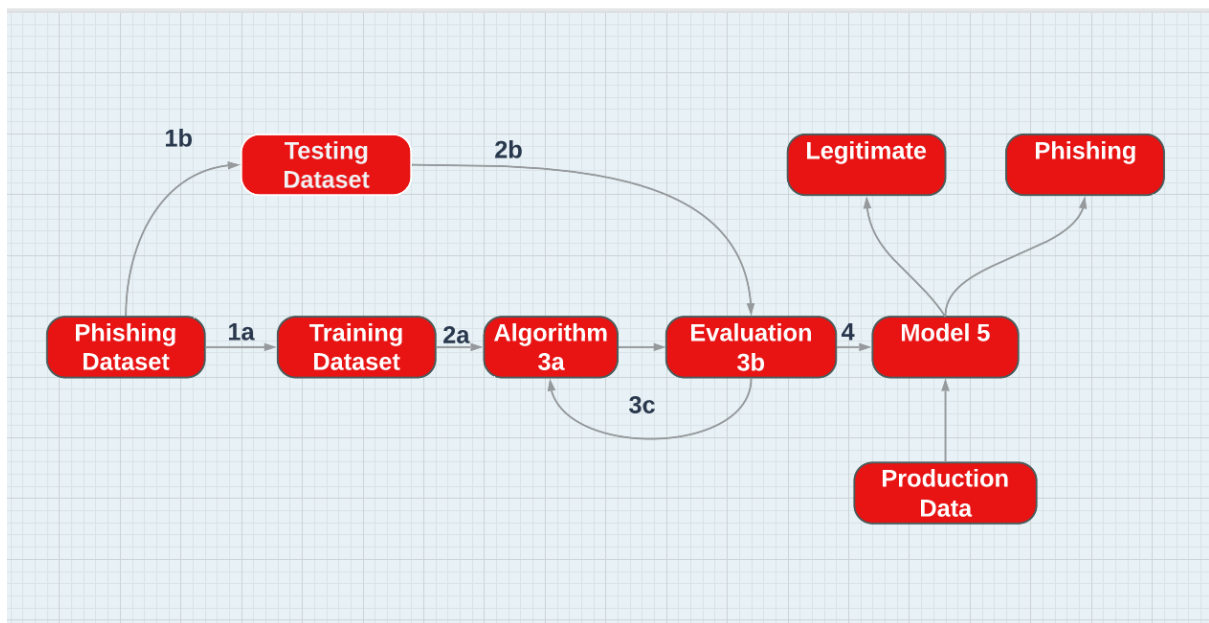 1b
Testing
Dataset
2b
Legitimate
Phishing
Phishing
Dataset
1a
Training
Dataset
2a
Algorithm
3a
Evaluation
3b
4
Model 5
3c
Production
Data